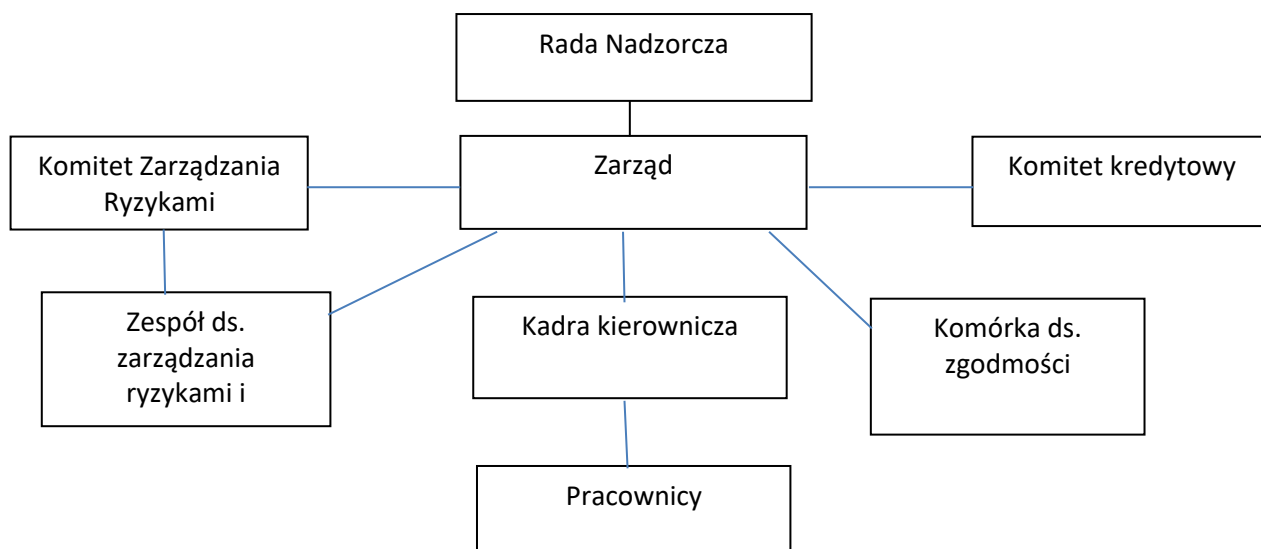 Rada Nadzorcza
Komitet Zarządzania
Ryzykami
Zarząd
Komitet kredytowy
Zespół ds.
zarządzania
ryzykami i
Kadra kierownicza
Komórka ds.
zgodmości
Pracownicy